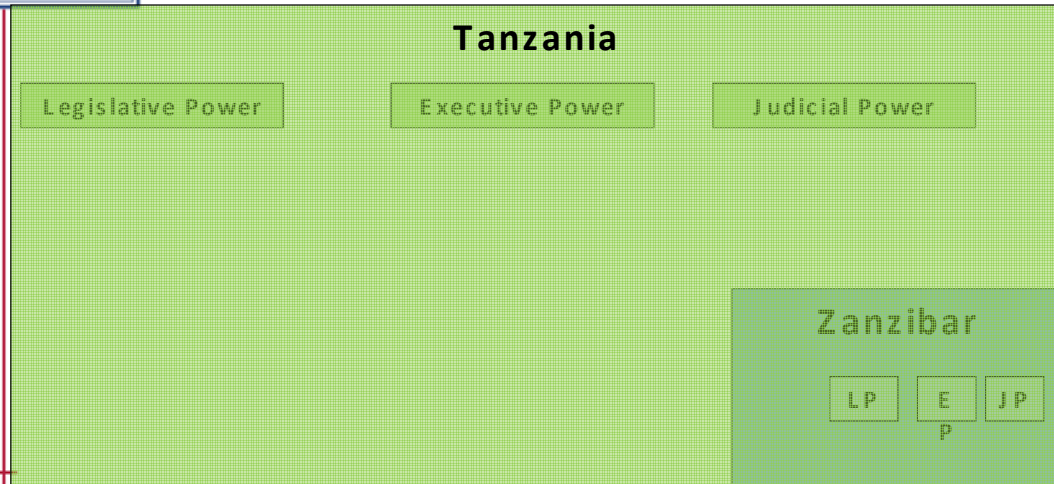 Tanzania
Legislative Power Executive Power Judicial Power
Zanzibar
LP E JP
P